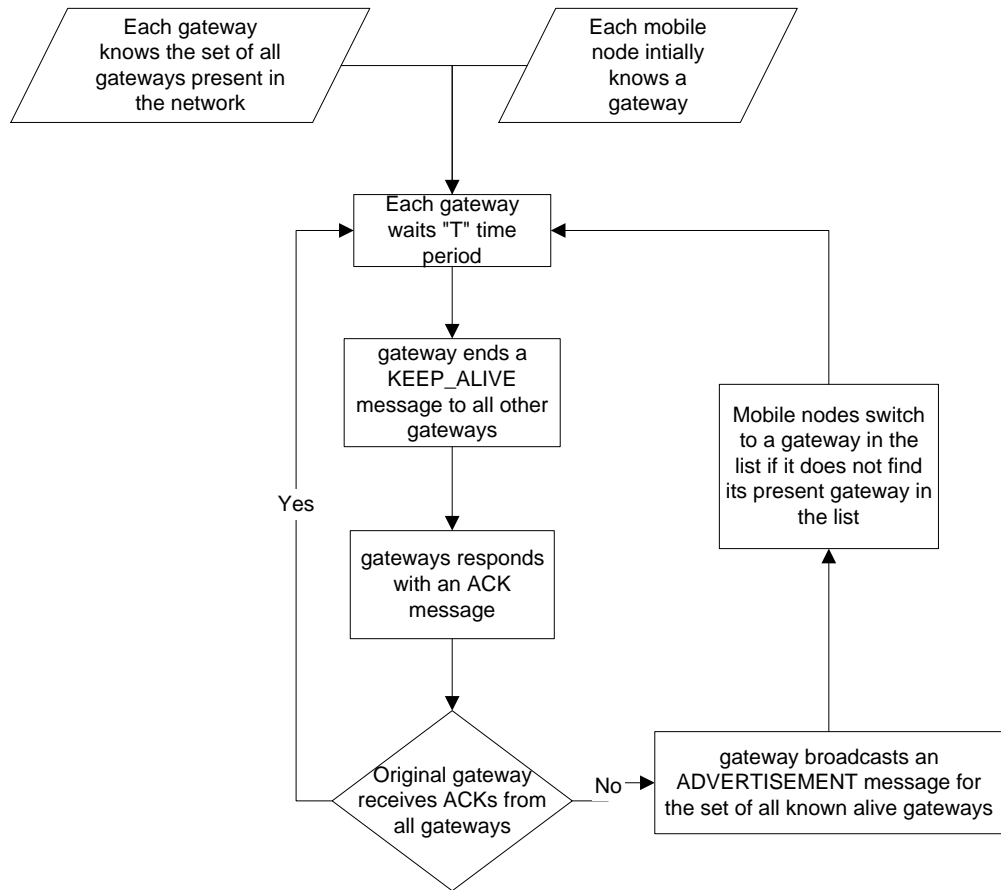 Each gateway
knows the set of all
gateways present in
the network
Each mobile
node intially
knows a
gateway
Each gateway
waits "T" time
period
gateway ends a
KEEP_ALIVE
message to all other
gateways
gateways responds
with an ACK
message
Original gateway
receives ACKs from
all gateways
Yes
No
gateway broadcasts an
ADVERTISEMENT message for
the set of all known alive gateways
Mobile nodes switch
to a gateway in the
list if it does not find
its present gateway in
the list